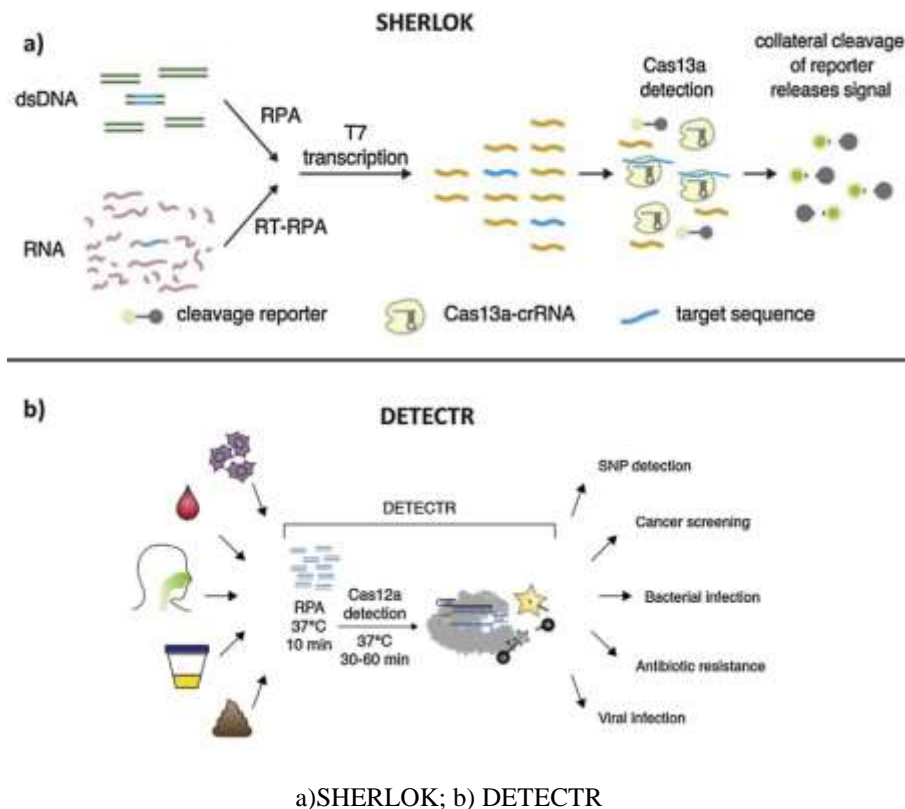 SHERLOK
a)
dsDNA
RPA
T7
transcription
Cas13a
detection
collateral cleavage
of reporter
releases signal
RNA
RT-RPA
cleavage reporter
Cas13a-crRNA
target sequence
b)
DETECTR
DETECTR
RPA
37°C
10 min
Cas12a
detection
37°C
30-60 min
SNP detection
Cancer screening
Bacterial infection
Antibiotic resistance
Viral infection
a)SHERLOK; b) DETECTR